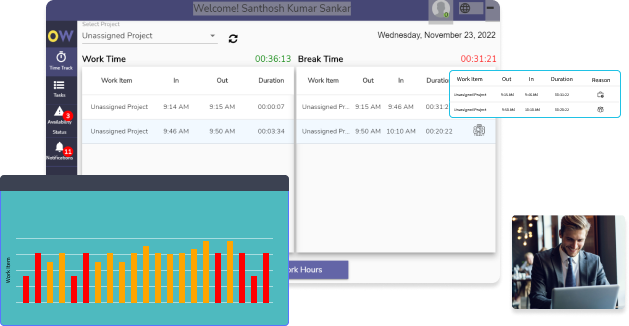 Welcome! Santhosh Kumar Sankar
0
OW
Select Project
Unassigned Project
Wednesday, November 23, 2022
Time Track
Tasks
3
Availability
Status
11
Notifications
Work Time 00:36:13
Work Item In Out Duration
Unassigned Project 9:14 AM 9:15 AM 00:00:07
Unassigned Project 9:46 AM 9:50 AM 00:03:34
Break Time 00:31:21
Work Item Out In Duration
Unassigned Pr... 9:15 AM 9:46 AM 00:31:2
Unassigned Pr... 9:50 AM 10:10 AM 00:20:22
Work Item Out In Duration Reason
Unassigned Project 9:15 AM 9:46 AM 00:31:22
Unassigned Project 9:50 AM 10:10 AM 00:20:22
rk Hours
Work Item